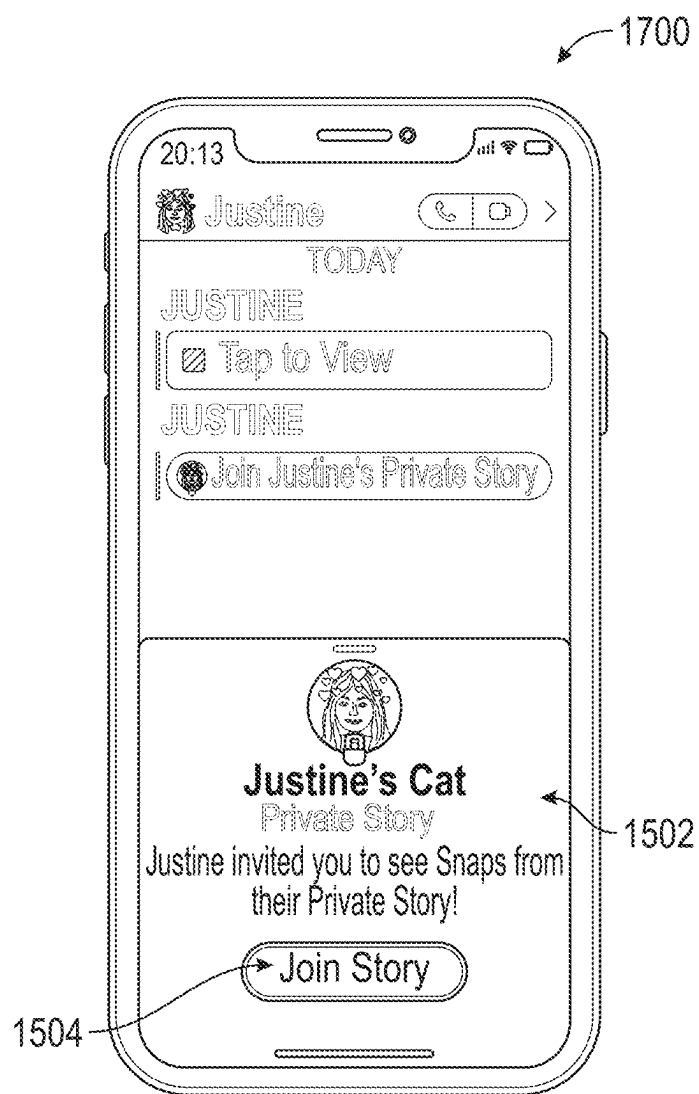 1700
20:13
Justine
TODAY
JUSTINE
Tap to View
JUSTINE
Join Justine's Private Story
Justine's Cat
Private Story
1502
Justine invited you to see Snaps from
their Private Story!
Join Story
1504